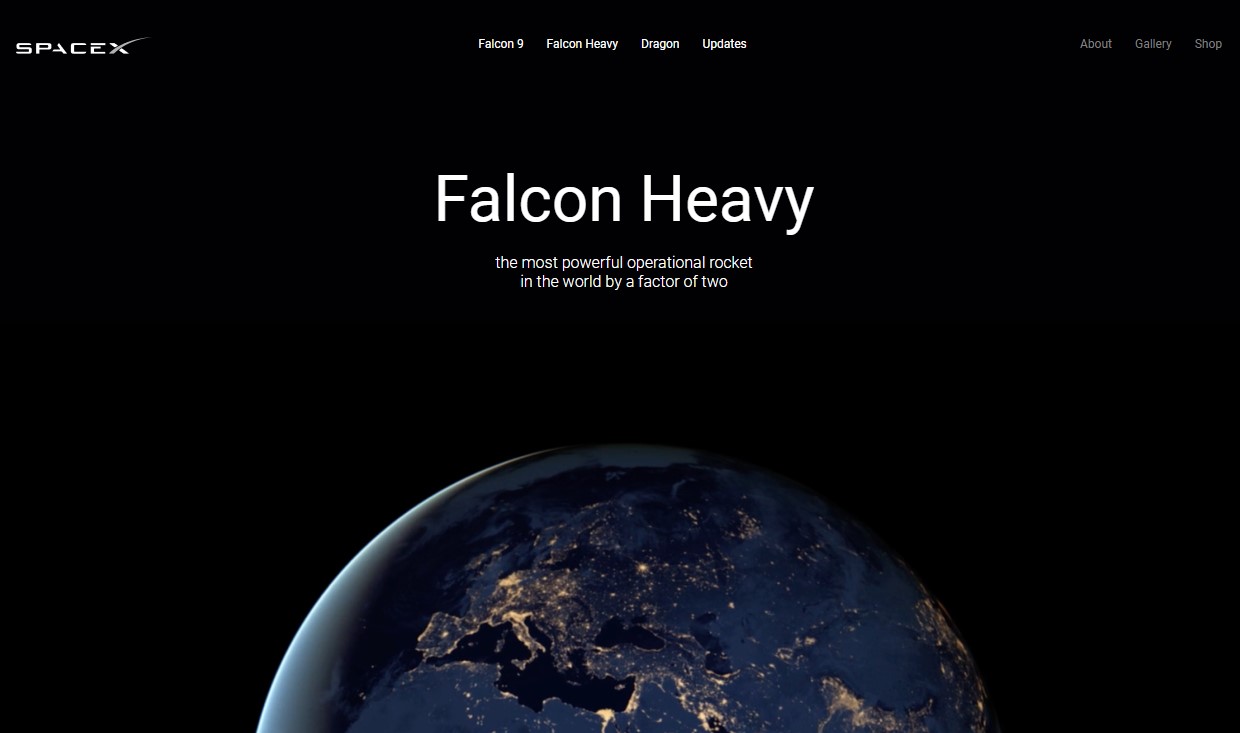 SPACEX
Falcon 9 Falcon Heavy Dragon Updates
About Gallery Shop
Falcon Heavy
the most powerful operational rocket
in the world by a factor of two